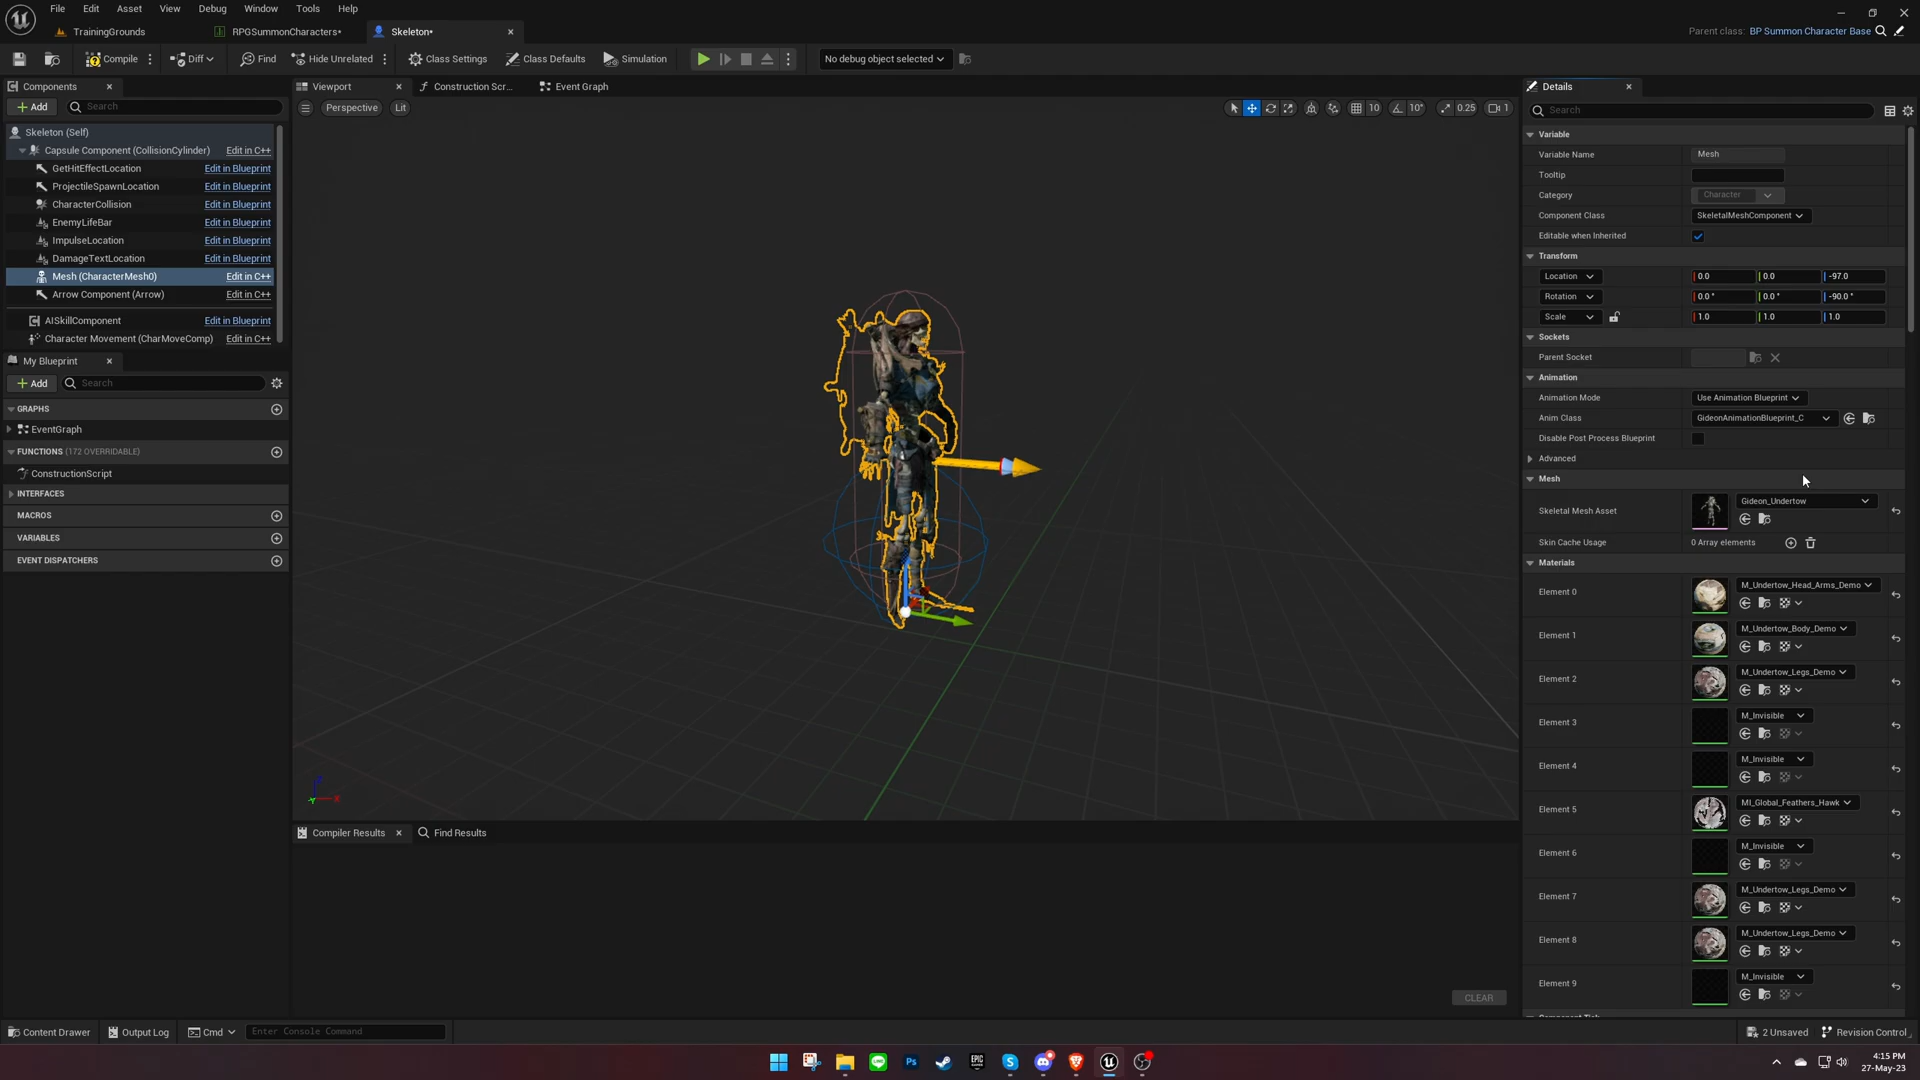 File Edit Asset View Debug Window Tools Help
TrainingGrounds RPGSummonCharacters* Skeleton*
Parent class: BP Summon Character Base
Compile Diff Find Hide Unrelated Class Settings Class Defaults Simulation No debug object selected
Components
Add Search
Skeleton (Self)
Capsule Component (CollisionCylinder) Edit in C++
GetHitEffectLocation Edit in Blueprint
ProjectileSpawnLocation Edit in Blueprint
CharacterCollision Edit in Blueprint
EnemyLifeBar Edit in Blueprint
ImpulseLocation Edit in Blueprint
DamageTextLocation Edit in Blueprint
Mesh (CharacterMesh0) Edit in C++
Arrow Component (Arrow) Edit in C++
AISkillComponent Edit in Blueprint
Character Movement (CharMoveComp) Edit in C++
My Blueprint
Add Search
GRAPHS
EventGraph
FUNCTIONS (172 OVERRIDABLE)
ConstructionScript
INTERFACES
MACROS
VARIABLES
EVENT DISPATCHERS
Viewport Construction Scr... Event Graph
Perspective Lit
10 10° 0.25 1
Compiler Results Find Results
CLEAR
Details
Search
Variable
Variable Name Mesh
Tooltip
Category Character
Component Class SkeletalMeshComponent
Editable when Inherited
Transform
Location 0.0 0.0 -97.0
Rotation 0.0° 0.0° -90.0°
Scale 1.0 1.0 1.0
Sockets
Parent Socket
Animation
Animation Mode Use Animation Blueprint
Anim Class GideonAnimationBlueprint_C
Disable Post Process Blueprint
Advanced
Mesh
Skeletal Mesh Asset Gideon_Undertow
Skin Cache Usage 0 Array elements
Materials
Element 0 M_Undertow_Head_Arms_Demo
Element 1 M_Undertow_Body_Demo
Element 2 M_Undertow_Legs_Demo
Element 3 M_Invisible
Element 4 M_Invisible
Element 5 MI_Global_Feathers_Hawk
Element 6 M_Invisible
Element 7 M_Undertow_Legs_Demo
Element 8 M_Undertow_Legs_Demo
Element 9 M_Invisible
Component Tick
Content Drawer Output Log Cmd Enter Console Command 2 Unsaved Revision Control
Ps EPIC GAMES
4:15 PM
27-May-23